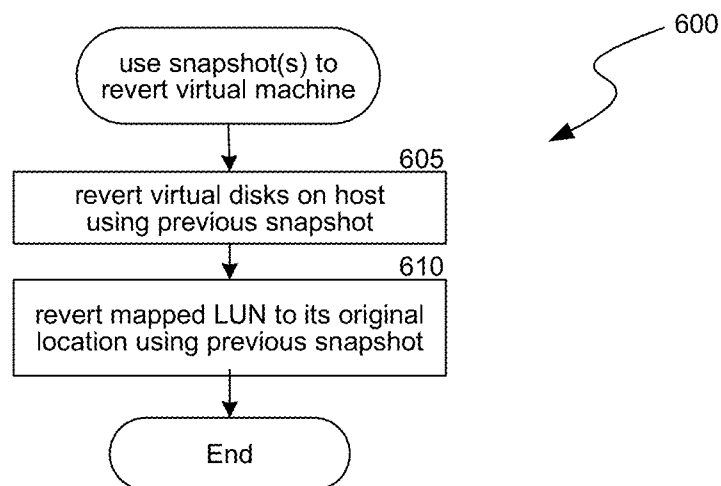 600
use snapshot(s) to
revert virtual machine
605
revert virtual disks on host
using previous snapshot
610
revert mapped LUN to its original
location using previous snapshot
End